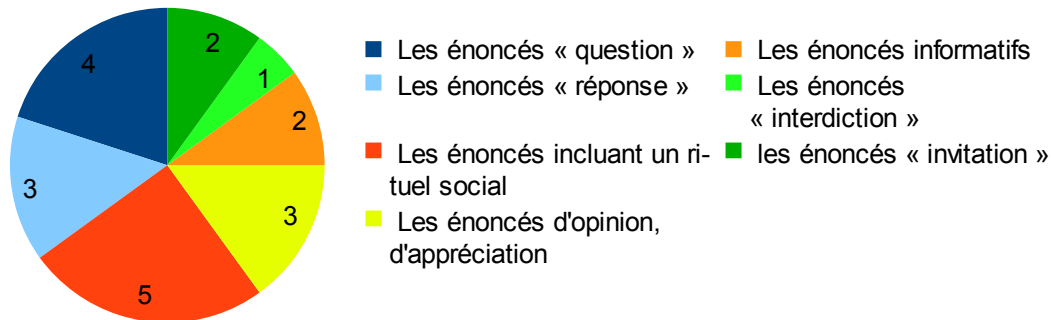 2
4
1
2
3
3
5
Les énoncés « question »
Les énoncés « réponse »
Les énoncés incluant un ri-
tuel social
Les énoncés d'opinion,
d'appréciation
Les énoncés informatifs
Les énoncés
« interdiction »
les énoncés « invitation »